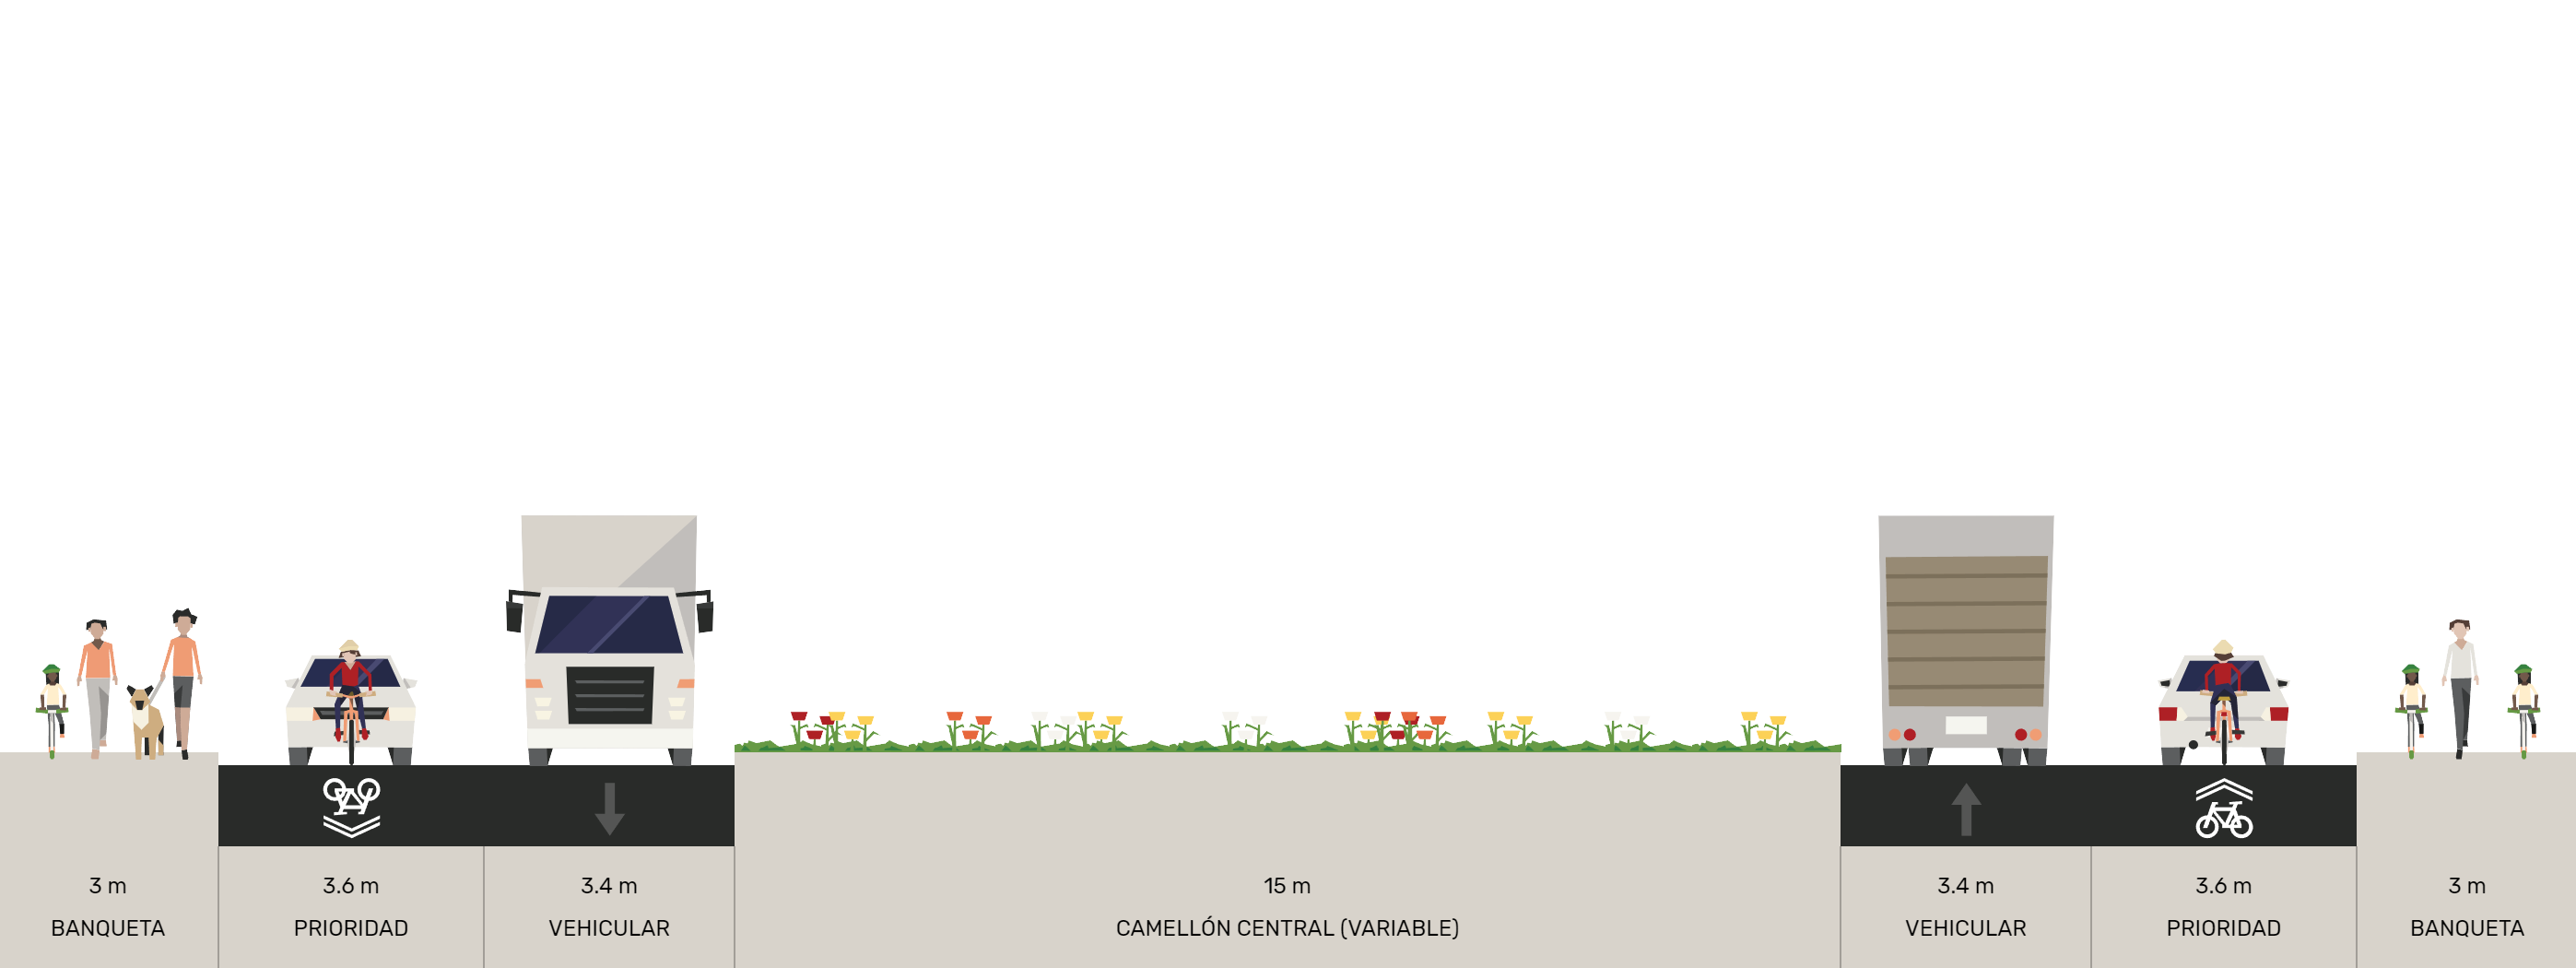 3 m
BANQUETA
3.6 m
PRIORIDAD
3.4 m
VEHICULAR
15 m
CAMELLÓN CENTRAL (VARIABLE)
3.4 m
VEHICULAR
3.6 m
PRIORIDAD
3 m
BANQUETA